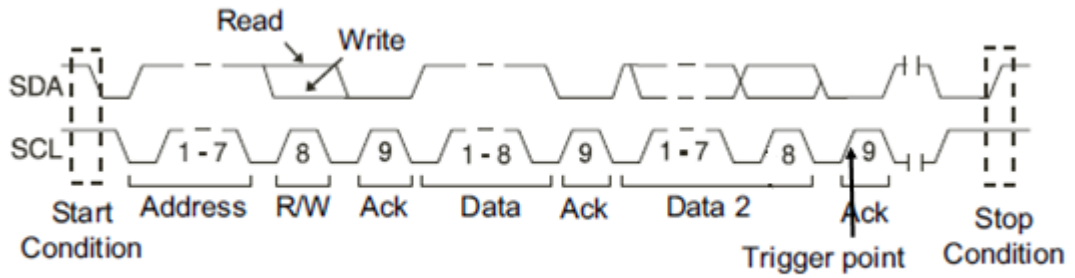 Read
Write
SDA
SCL 1 - 7 8 9 1 - 8 9 1 - 7 8 9
Address R/W Ack Data Ack Data 2 Ack
Start
Condition
Trigger point
Stop
Condition